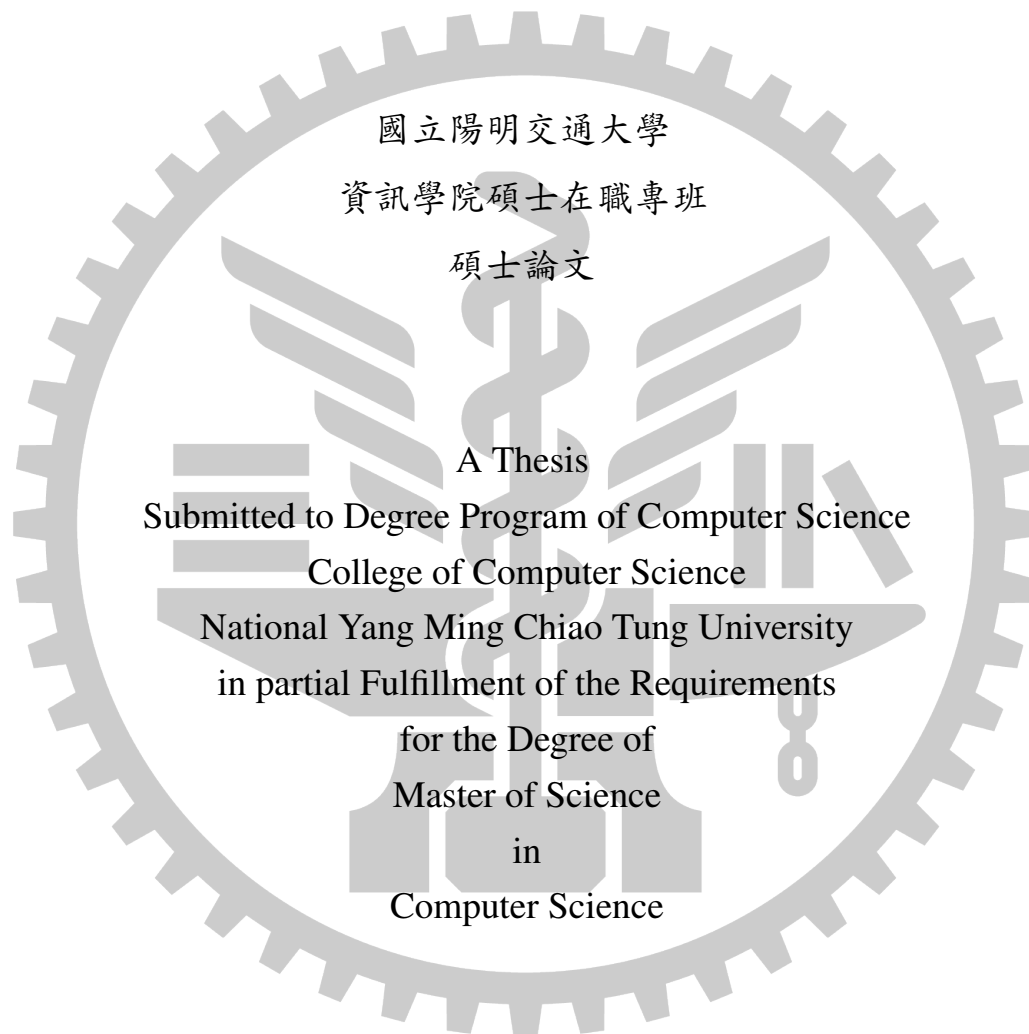 國立陽明交通大學
資訊學院碩士在職專班
碩士論文
A Thesis
Submitted to Degree Program of Computer Science
College of Computer Science
National Yang Ming Chiao Tung University
in partial Fulfillment of the Requirements
for the Degree of
Master of Science
in
Computer Science